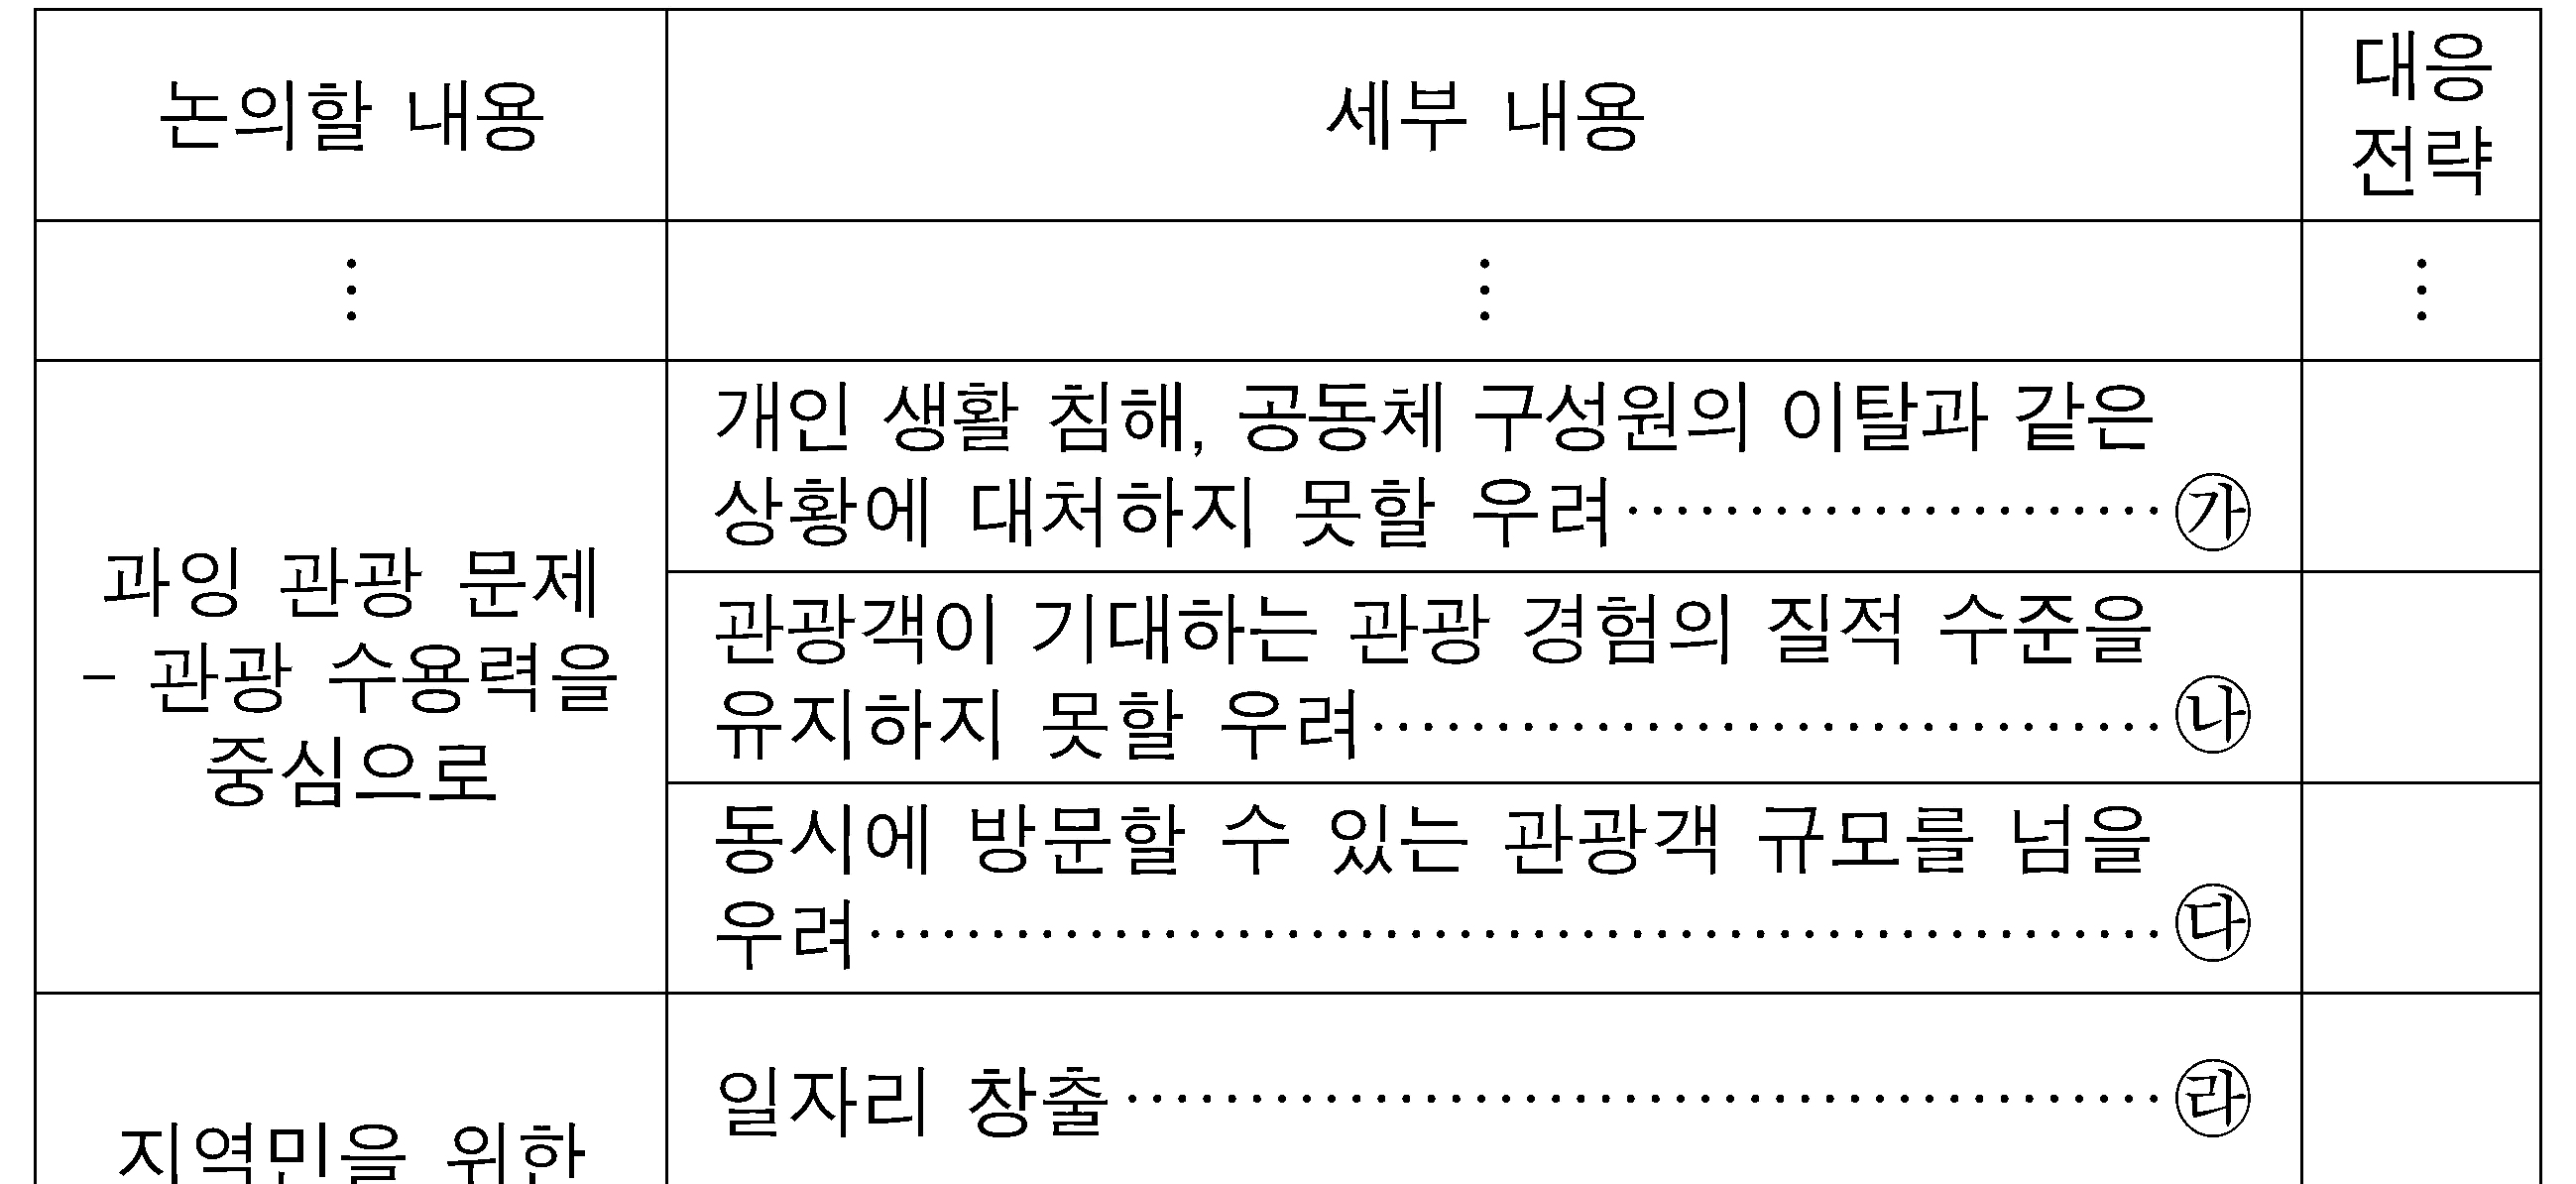 논의할 내용
세부 내용
대응
전략
⋮
⋮
⋮
과잉 관광 문제
- 관광 수용력을
중심으로
개인 생활 침해, 공동체 구성원의 이탈과 같은
상황에 대처하지 못할 우려 ······················ ㉮
관광객이 기대하는 관광 경험의 질적 수준을
유지하지 못할 우려 ································ ㉯
동시에 방문할 수 있는 관광객 규모를 넘을
우려 ····················································· ㉰
지역민을 위한
일자리 창출 ··········································· ㉱